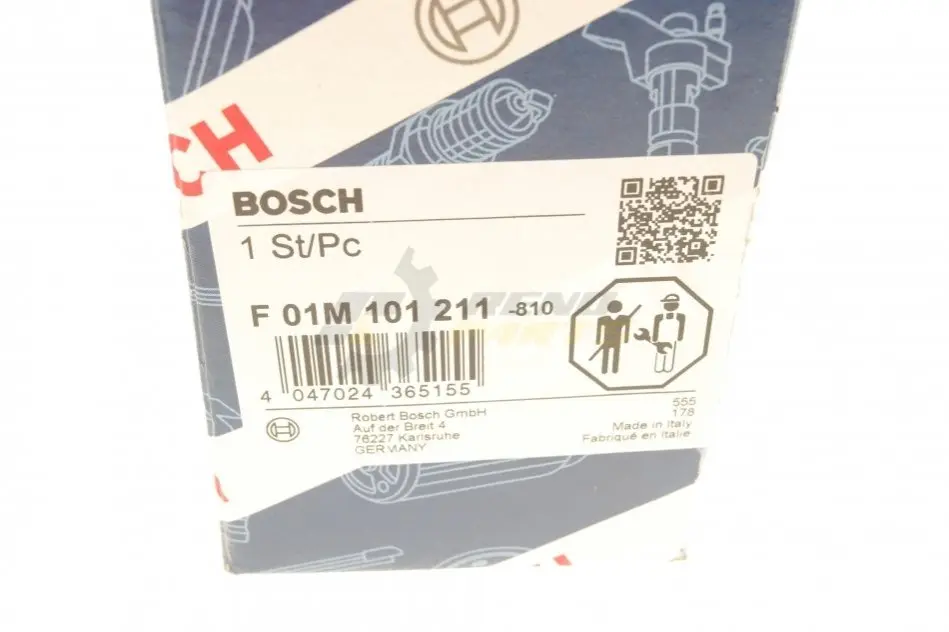 CH
BOSCH
1 St/Pc
F 01M 101 211 -810
4 047024 365155
Robert Bosch GmbH
Auf der Breit 4
76227 Karlsruhe
GERMANY
555
178
Made in Italy
Fabriqué en Italie